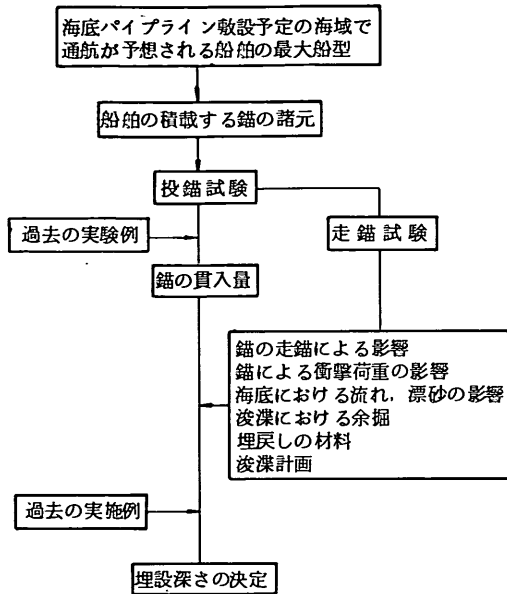 海底パイプライン敷設予定の海域で
通航が予想される船舶の最大船型
船舶の積載する錨の諸元
投錨試験
過去の実験例
走錨試験
錨の貫入量
錨の走錨による影響
錨による衝撃荷重の影響
海底における流れ，漂砂の影響
浚渫における余掘
埋戻しの材料
浚渫計画
過去の実施例
埋設深さの決定